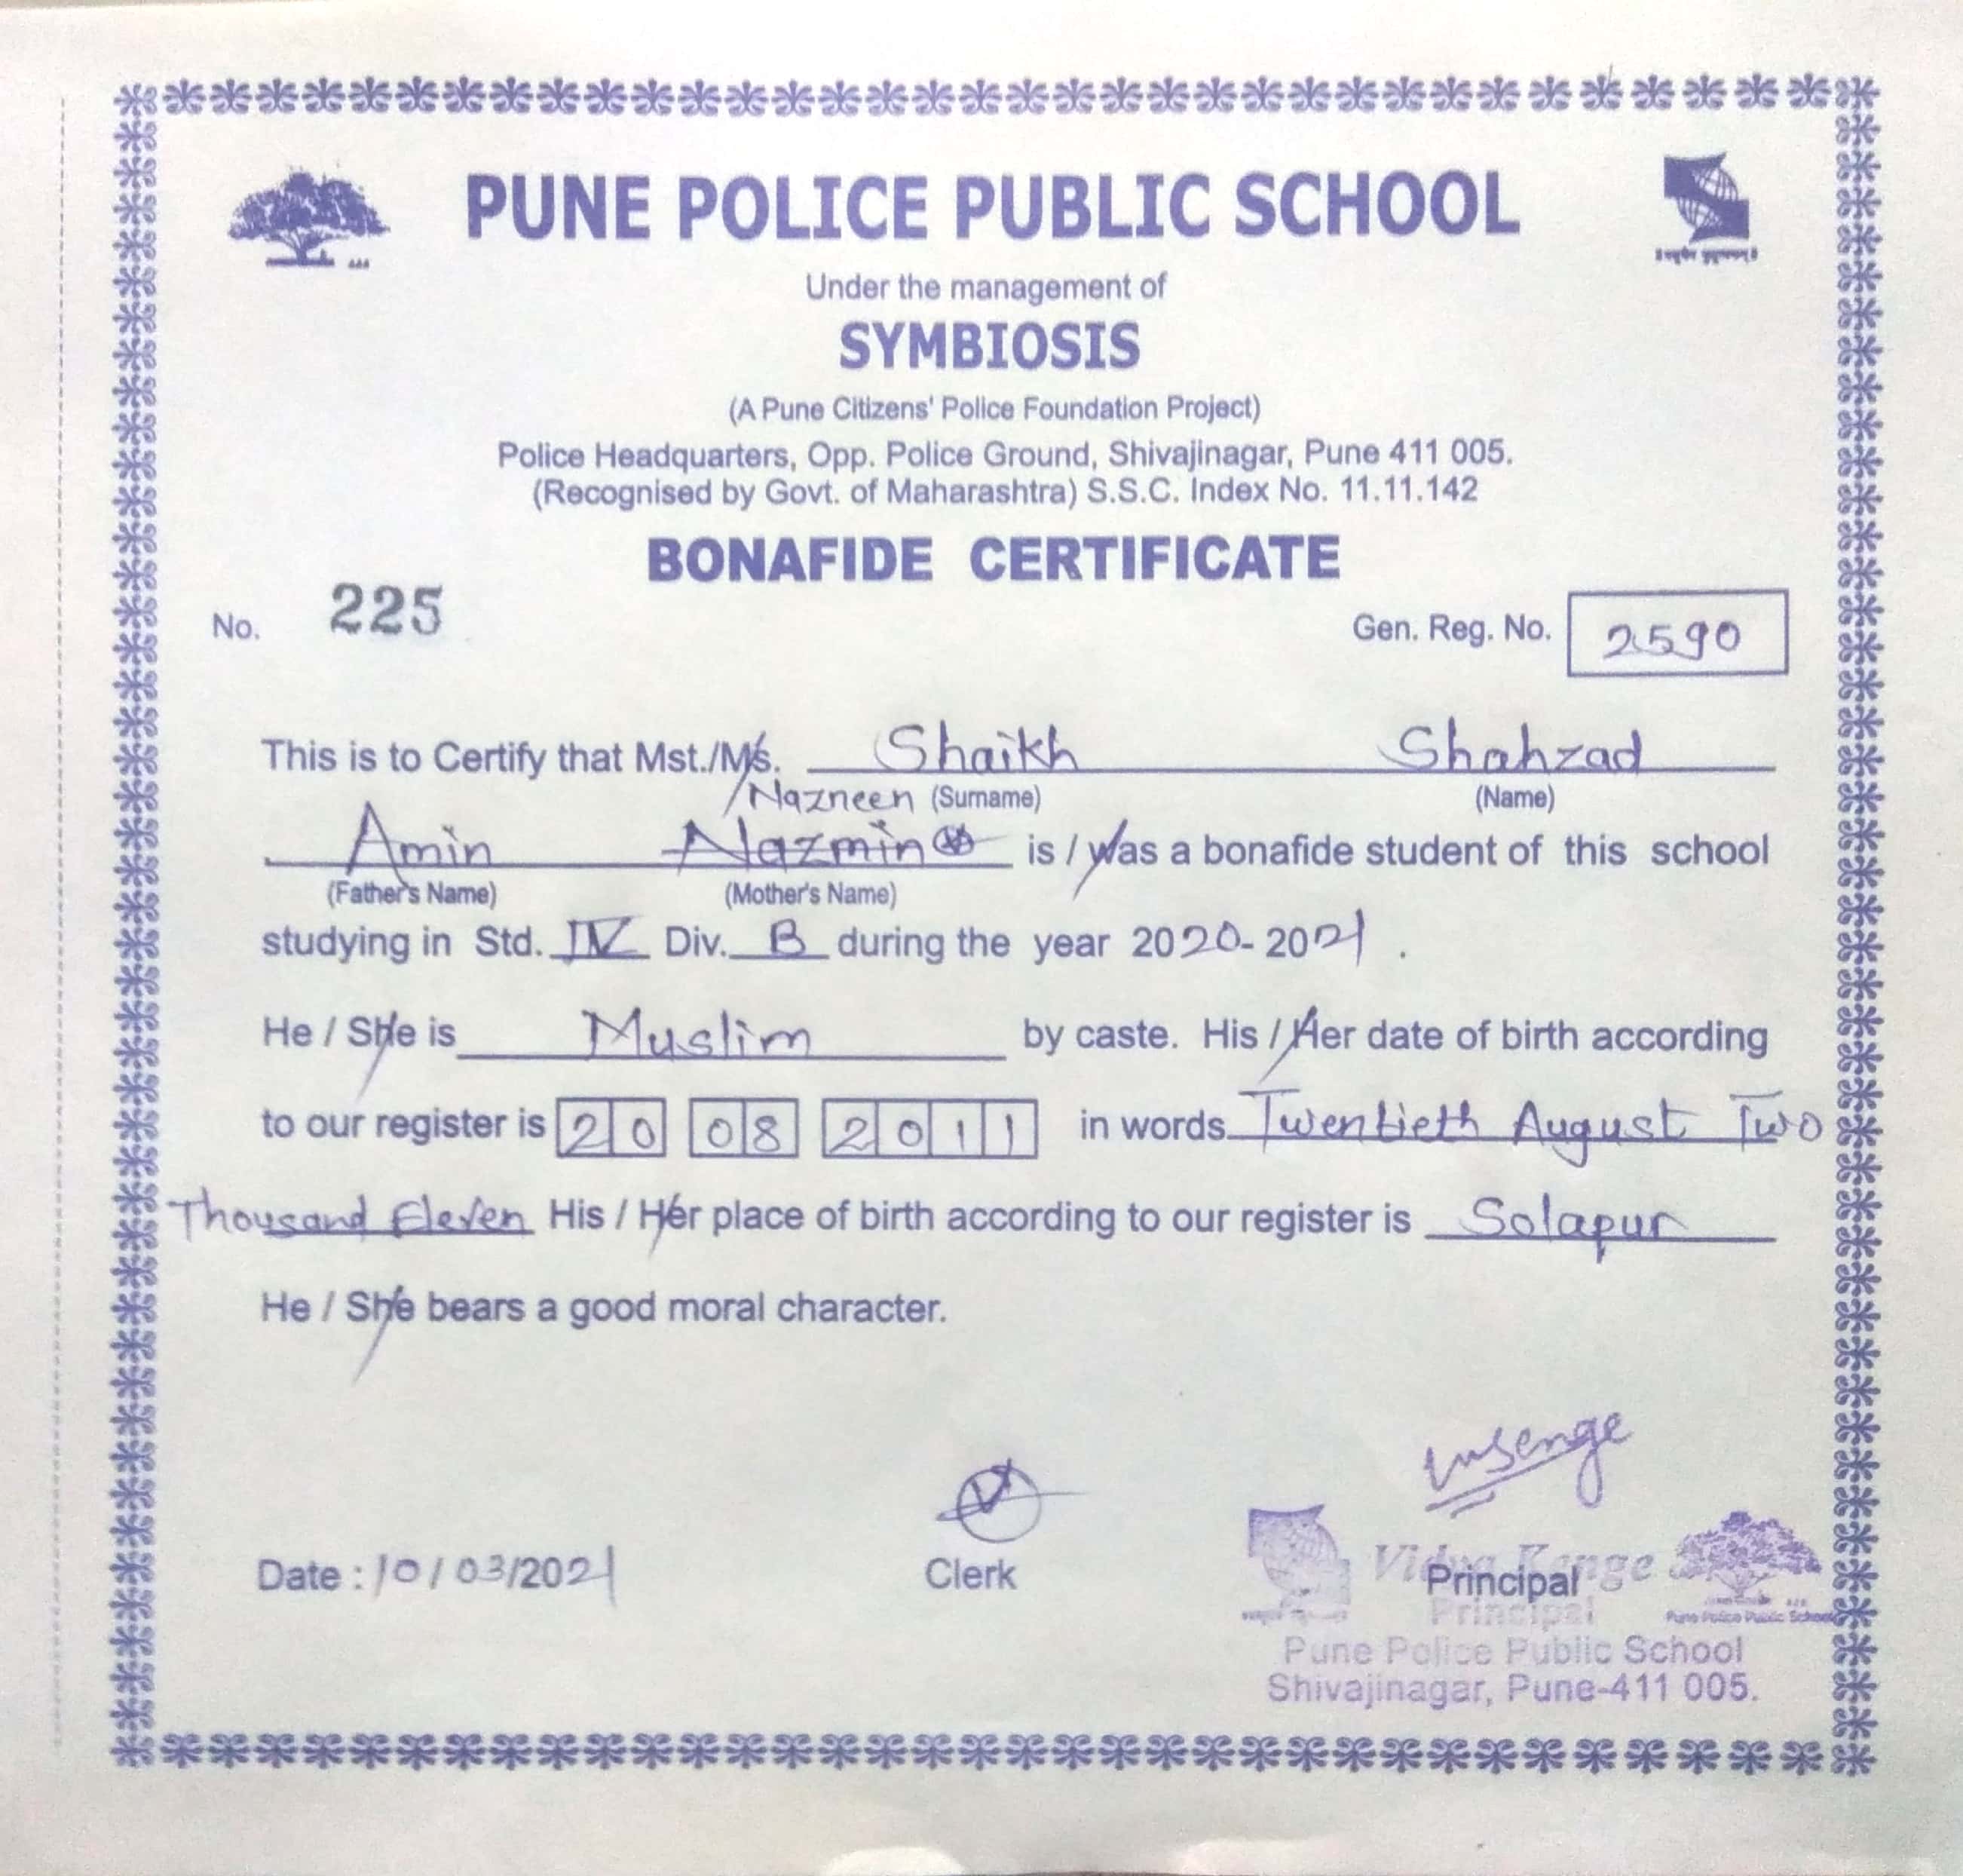 PUNE POLICE PUBLIC SCHOOL
Under the management of
SYMBIOSIS
(A Pune Citizens' Police Foundation Project)
Police Headquarters, Opp. Police Ground, Shivajinagar, Pune 411 005.
(Recognised by Govt. of Maharashtra) S.S.C. Index No. 11.11.142
BONAFIDE CERTIFICATE
No. 225 Gen. Reg. No. 2590
This is to Certify that Mst./Ms. Shaikh Shahzad
Nazneen (Surname) (Name)
Amin Nazmin is / was a bonafide student of this school
(Father's Name) (Mother's Name)
studying in Std. IV Div. B during the year 2020-2021.
He / She is Muslim by caste. His / Her date of birth according
to our register is 20 08 2011 in words Twentieth August Two
Thousand Eleven His / Her place of birth according to our register is Solapur
He / She bears a good moral character.
Date : 10/03/2021 Clerk Principal
Principal
Pune Police Public School
Pune Police Public School
Shivajinagar, Pune-411 005.